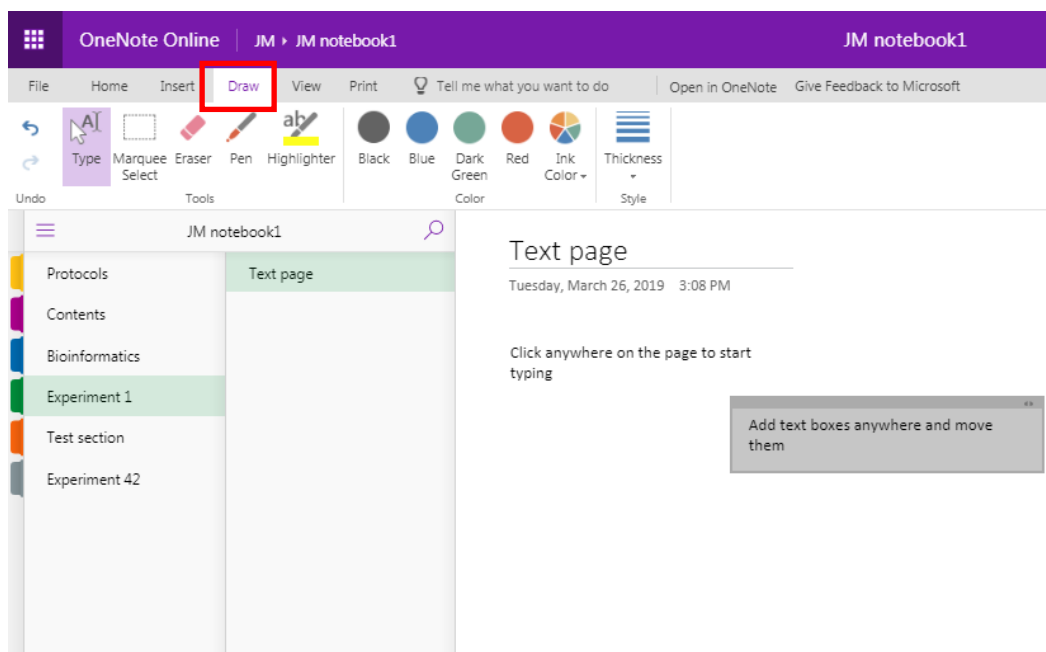 OneNote Online JM ▸ JM notebook1 JM notebook1
File Home Insert Draw View Print Tell me what you want to do Open in OneNote Give Feedback to Microsoft
A
ab
Type Marquee Select Eraser Pen Highlighter Black Blue Dark Green Red Ink Color Thickness
Undo Tools Color Style
JM notebook1
Protocols
Contents
Bioinformatics
Experiment 1
Test section
Experiment 42
Text page
Text page
Tuesday, March 26, 2019 3:08 PM
Click anywhere on the page to start
typing
Add text boxes anywhere and move
them